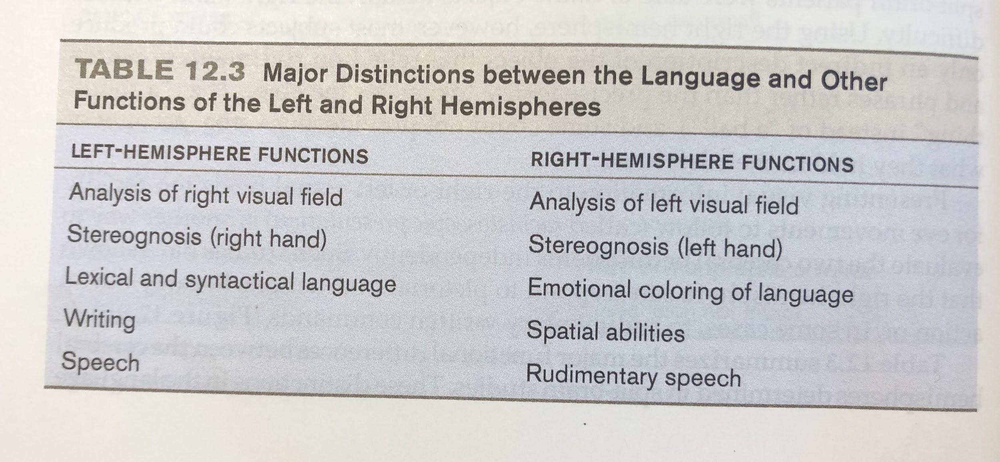 TABLE 12.3 Major Distinctions between the Language and Other
Functions of the Left and Right Hemispheres
LEFT-HEMISPHERE FUNCTIONS RIGHT-HEMISPHERE FUNCTIONS
Analysis of right visual field Analysis of left visual field
Stereognosis (right hand) Stereognosis (left hand)
Lexical and syntactical language Emotional coloring of language
Writing Spatial abilities
Speech Rudimentary speech